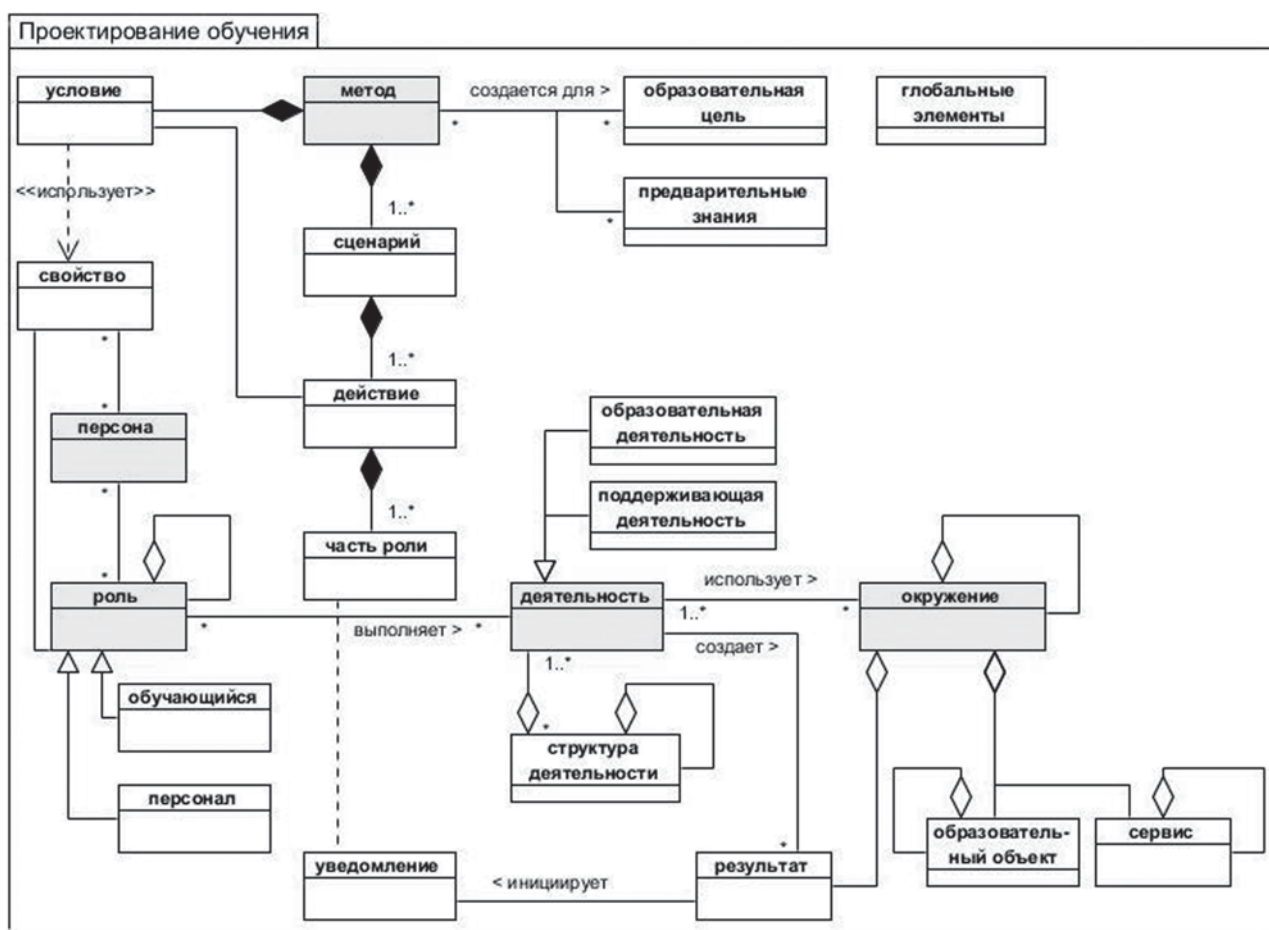 Проектирование обучения
условие
метод
создается для >
*
*
образовательная
цель
глобальные
элементы
<<использует>>
1..*
*
предварительные
знания
сценарий
свойство
*
*
1..*
действие
персона
*
*
образовательная
деятельность
поддерживающая
деятельность
1..*
часть роли
роль
*
выполняет >
*
деятельность
использует >
1..*
*
окружение
создает >
1..*
*
обучающийся
структура
деятельности
персонал
образователь-
ный объект
сервис
*
уведомление
< инициирует
результат